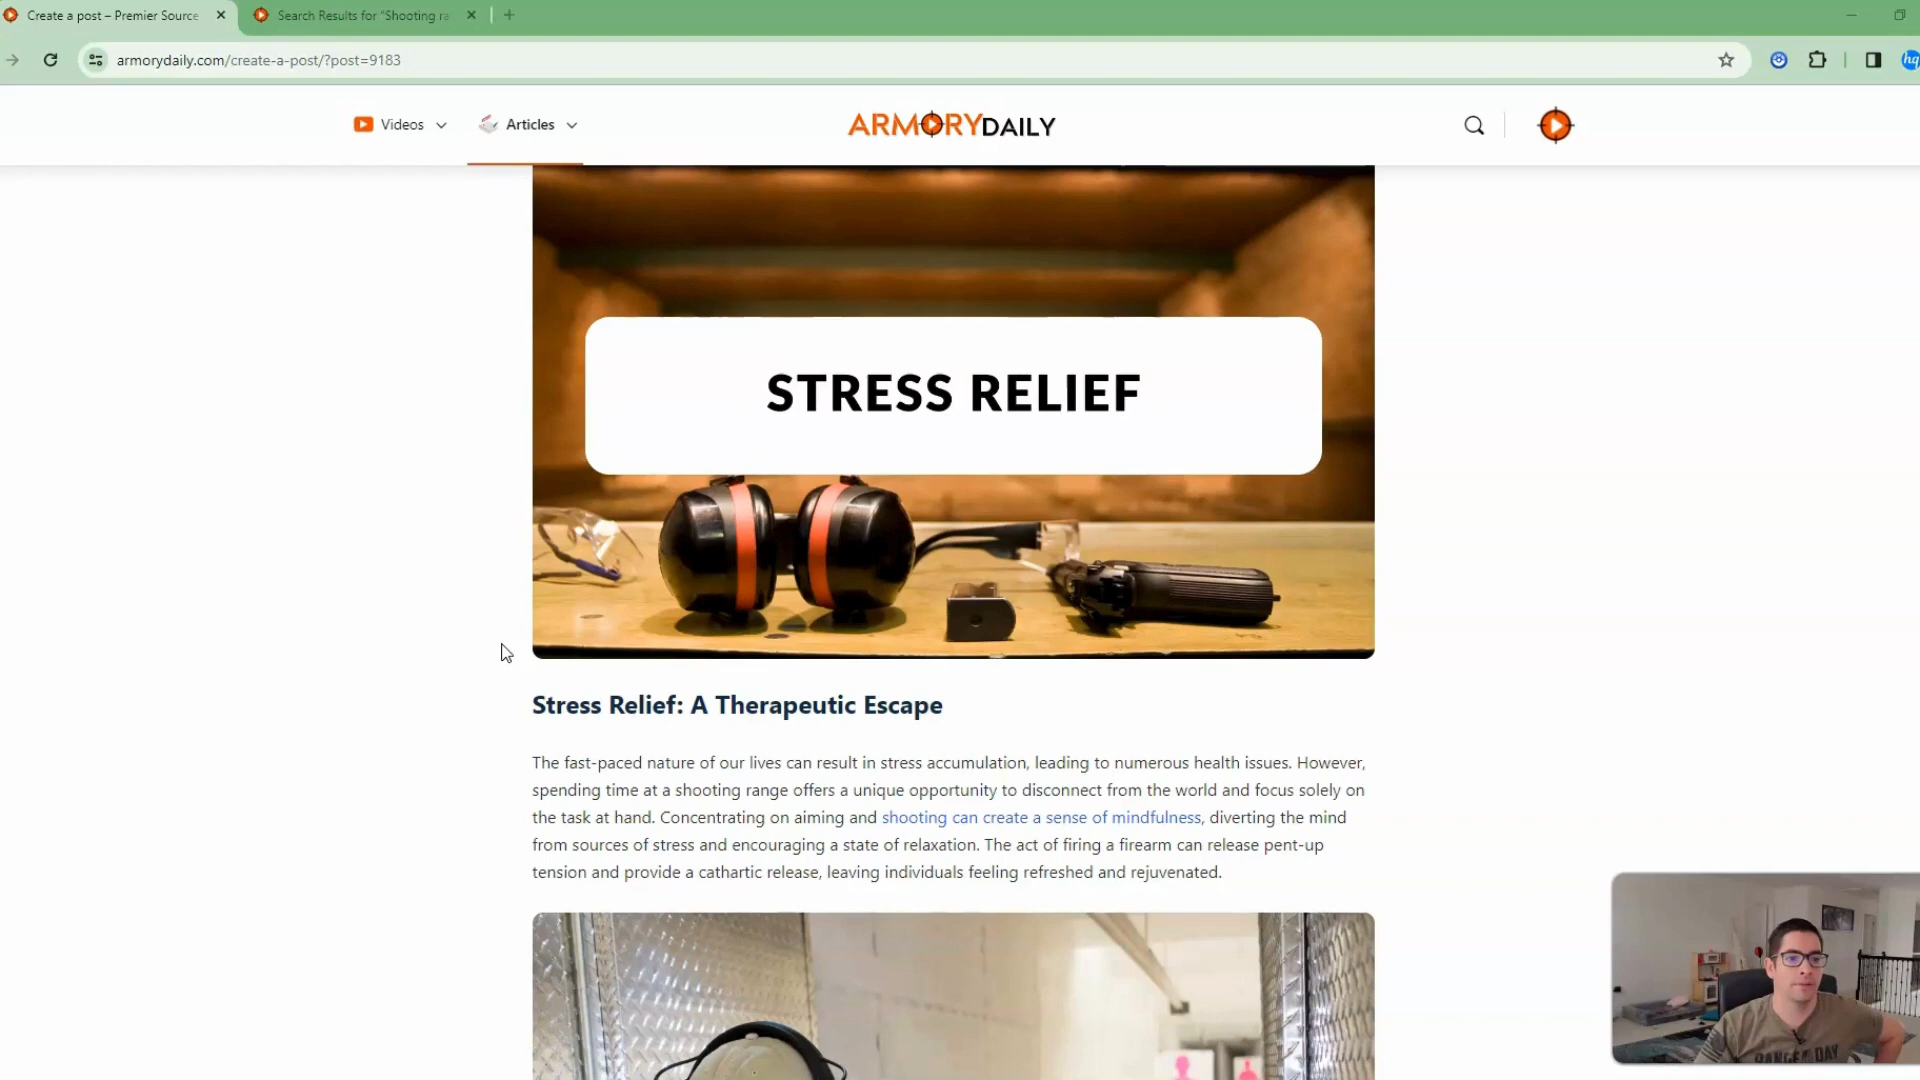 Create a post – Premier Source
Search Results for "Shooting ra
armorydaily.com/create-a-post/?post=9183
Videos
Articles
ARMORYDAILY
STRESS RELIEF
Stress Relief: A Therapeutic Escape
The fast-paced nature of our lives can result in stress accumulation, leading to numerous health issues. However,
spending time at a shooting range offers a unique opportunity to disconnect from the world and focus solely on
the task at hand. Concentrating on aiming and shooting can create a sense of mindfulness, diverting the mind
from sources of stress and encouraging a state of relaxation. The act of firing a firearm can release pent-up
tension and provide a cathartic release, leaving individuals feeling refreshed and rejuvenated.
hq
DAY